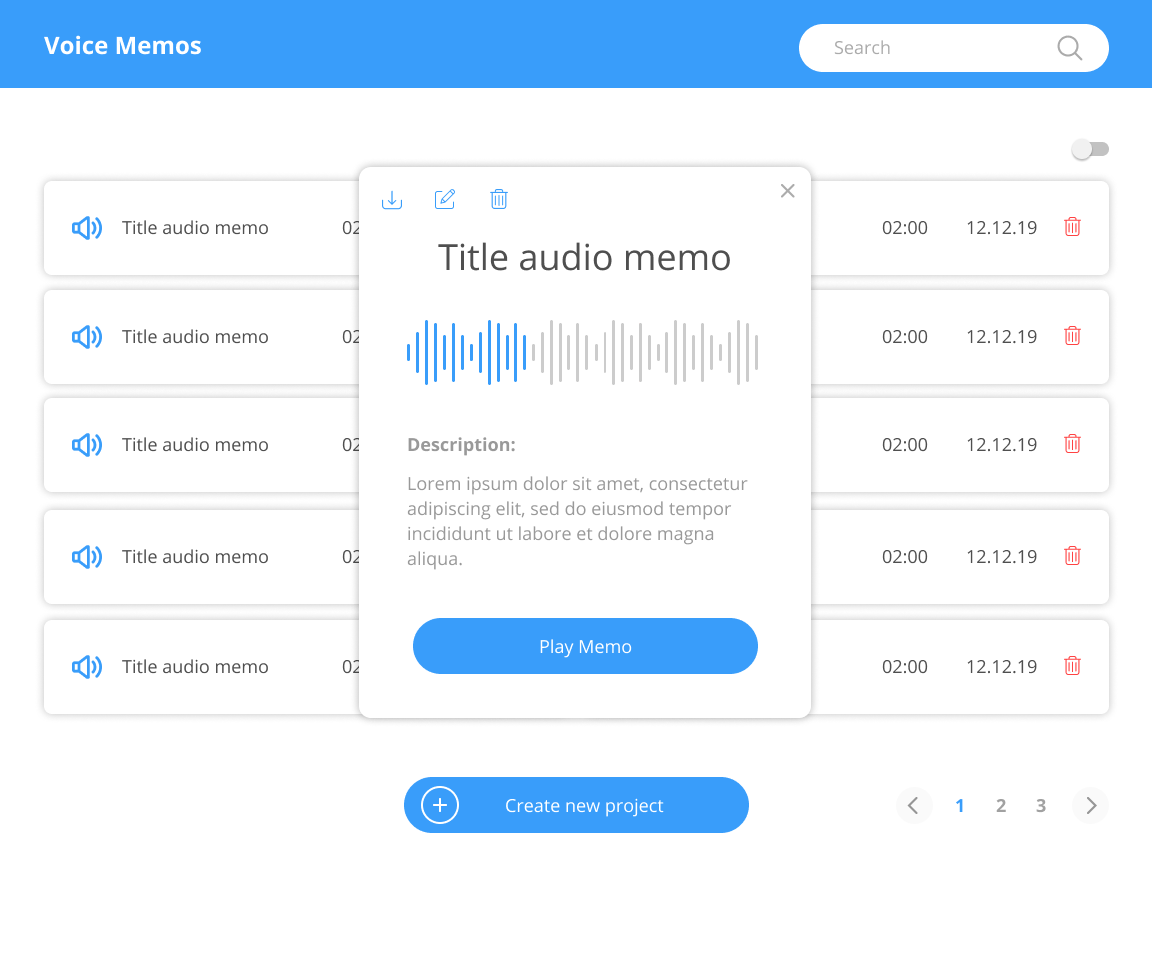 Voice Memos
Search
Title audio memo 02 02:00 12.12.19
Title audio memo
Title audio memo 02 02:00 12.12.19
Title audio memo 02 02:00 12.12.19
Description:
Lorem ipsum dolor sit amet, consectetur
adipiscing elit, sed do eiusmod tempor
incididunt ut labore et dolore magna
aliqua.
Title audio memo 02 02:00 12.12.19
Play Memo
Title audio memo 02 02:00 12.12.19
Create new project
1 2 3